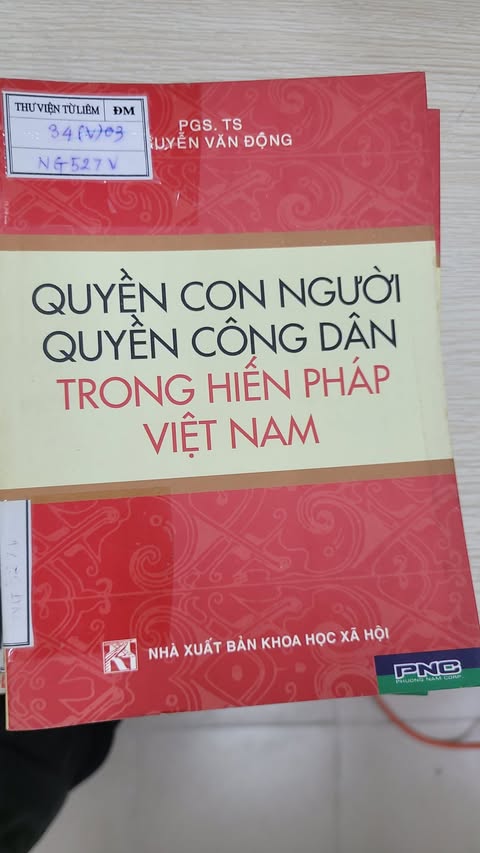 THƯ VIỆN TỪ LIÊM ĐM
34(V)03
NG527V
PGS. TS
NGUYỄN VĂN ĐỘNG
QUYỀN CON NGƯỜI
QUYỀN CÔNG DÂN
TRONG HIẾN PHÁP
VIỆT NAM
NHÀ XUẤT BẢN KHOA HỌC XÃ HỘI
PNC
PHUONG NAM CORP